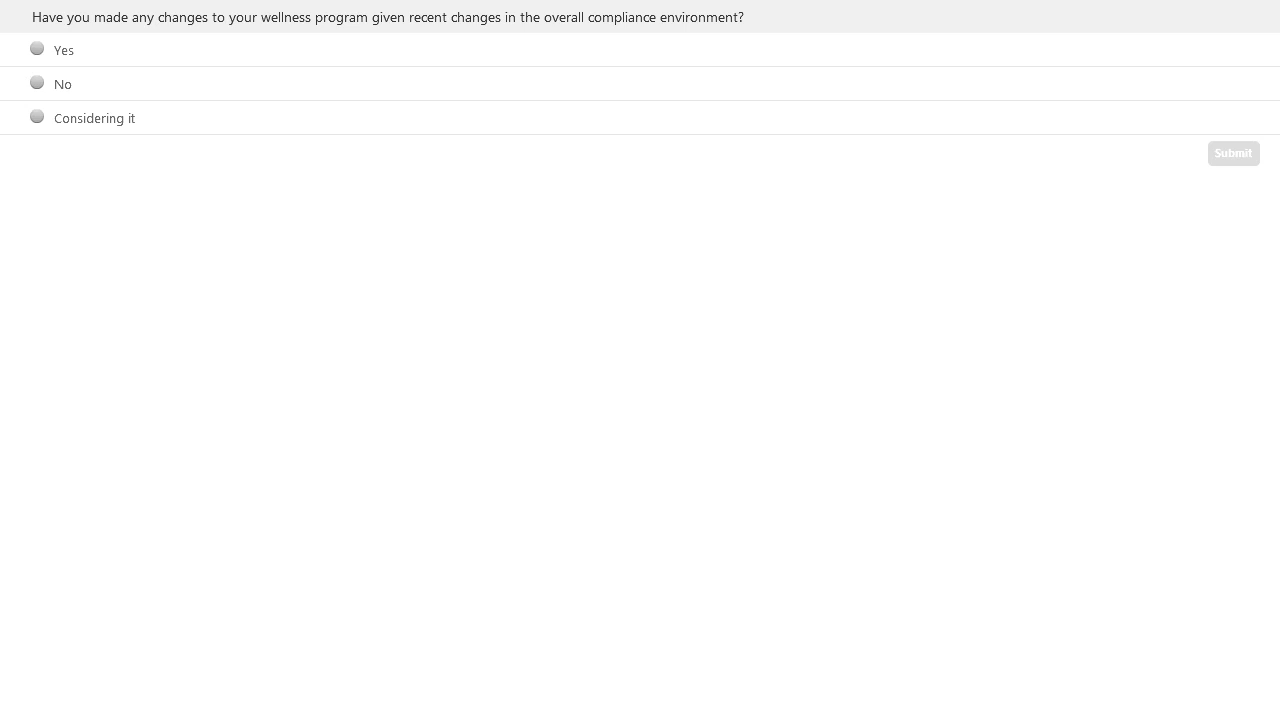 Have you made any changes to your wellness program given recent changes in the overall compliance environment?
Yes
No
Considering it
Submit